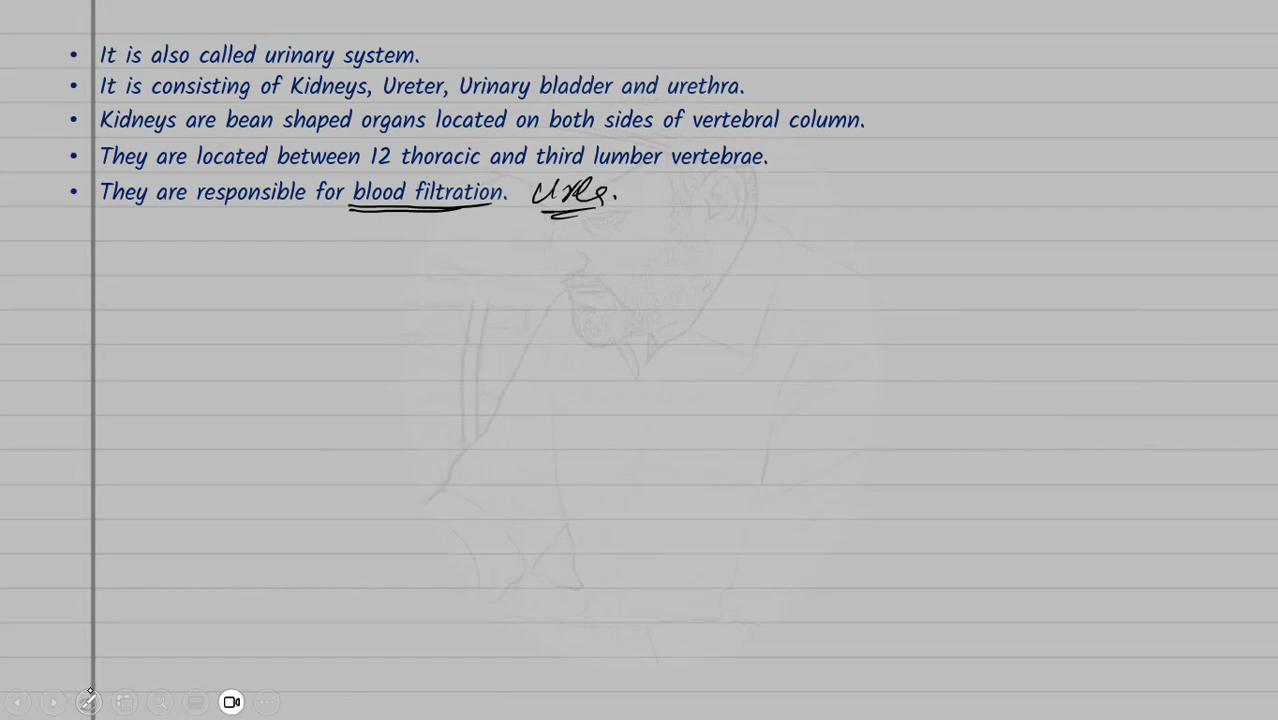 • It is also called urinary system.
• It is consisting of Kidneys, Ureter, Urinary bladder and urethra.
• Kidneys are bean shaped organs located on both sides of vertebral column.
• They are located between 12 thoracic and third lumber vertebrae.
• They are responsible for blood filtration. Urea.